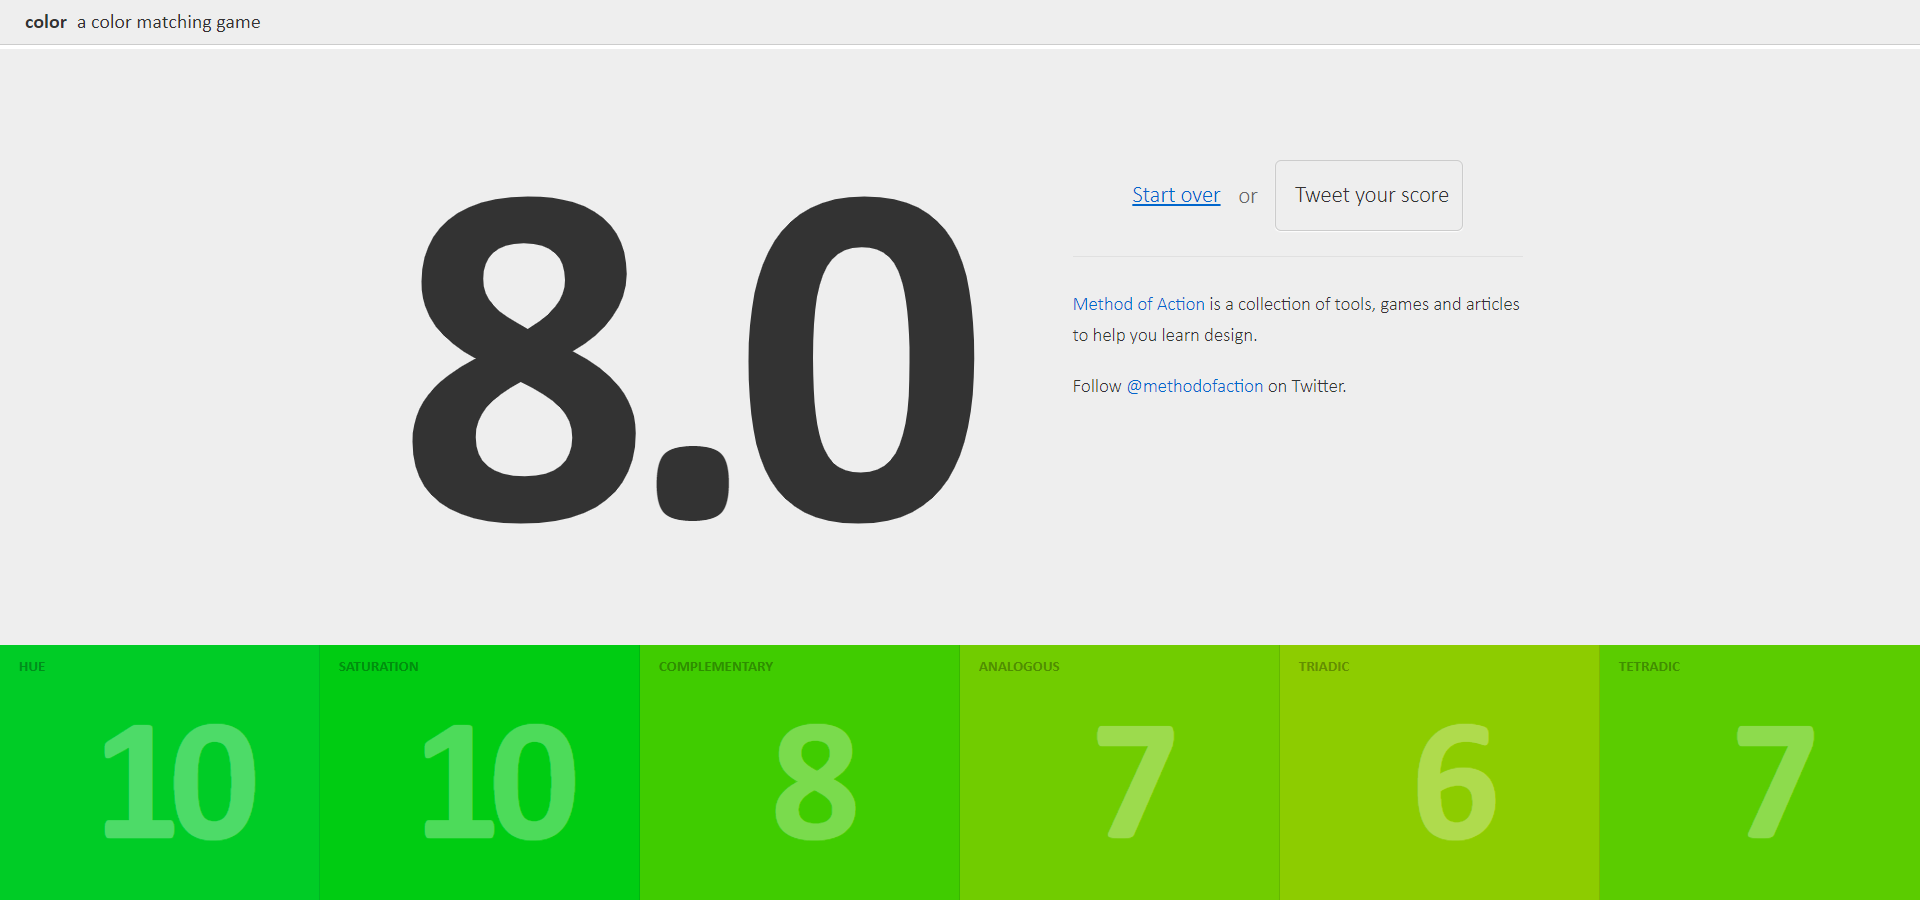 color a color matching game
8.0
Start over or Tweet your score
Method of Action is a collection of tools, games and articles
to help you learn design.
Follow @methodofaction on Twitter.
HUE
10
SATURATION
10
COMPLEMENTARY
8
ANALOGOUS
7
TRIADIC
6
TETRADIC
7